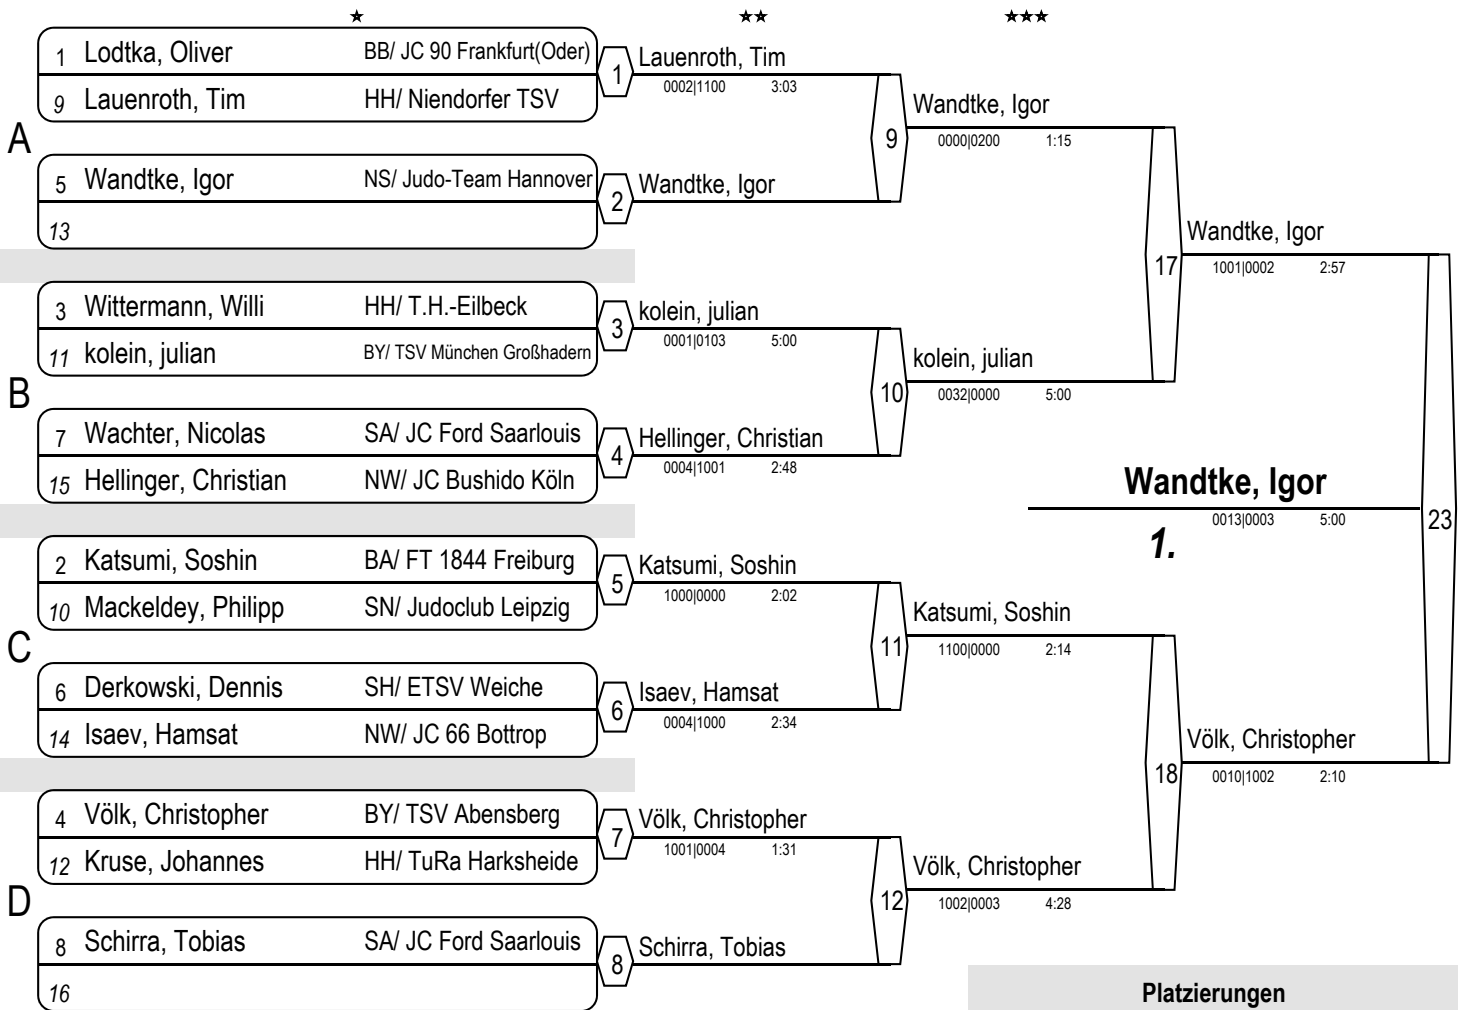 ★ ★★ ★★★
1 Lodtka, Oliver BB/ JC 90 Frankfurt(Oder)
1 Lauenroth, Tim
0002|1100 3:03
9 Lauenroth, Tim HH/ Niendorfer TSV
Wandtke, Igor
A
9
0000|0200 1:15
5 Wandtke, Igor NS/ Judo-Team Hannover
2 Wandtke, Igor
13
Wandtke, Igor
17
1001|0002 2:57
3 Wittermann, Willi HH/ T.H.-Eilbeck
3 kolein, julian
0001|0103 5:00
11 kolein, julian BY/ TSV München Großhadern
kolein, julian
B
10
0032|0000 5:00
7 Wachter, Nicolas SA/ JC Ford Saarlouis
4 Hellinger, Christian
0004|1001 2:48
15 Hellinger, Christian NW/ JC Bushido Köln
Wandtke, Igor
0013|0003 5:00
23
1.
2 Katsumi, Soshin BA/ FT 1844 Freiburg
5 Katsumi, Soshin
1000|0000 2:02
10 Mackeldey, Philipp SN/ Judoclub Leipzig
Katsumi, Soshin
C
11
1100|0000 2:14
6 Derkowski, Dennis SH/ ETSV Weiche
6 Isaev, Hamsat
0004|1000 2:34
14 Isaev, Hamsat NW/ JC 66 Bottrop
Völk, Christopher
18
0010|1002 2:10
4 Völk, Christopher BY/ TSV Abensberg
7 Völk, Christopher
1001|0004 1:31
12 Kruse, Johannes HH/ TuRa Harksheide
Völk, Christopher
D
12
1002|0003 4:28
8 Schirra, Tobias SA/ JC Ford Saarlouis
8 Schirra, Tobias
16
Platzierungen